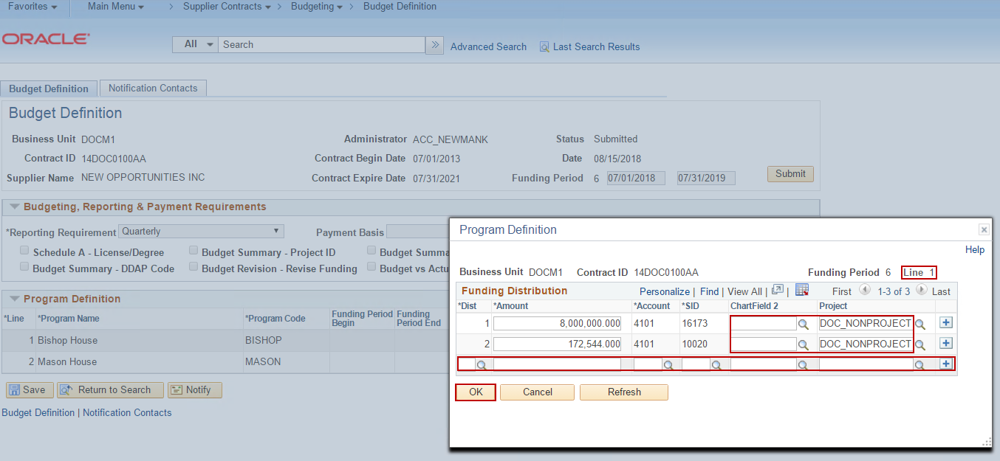 Favorites Main Menu > Supplier Contracts > Budgeting > Budget Definition
ORACLE
All Search Advanced Search Last Search Results
Budget Definition Notification Contacts
Budget Definition
Business Unit DOCM1 Administrator ACC_NEWMANK Status Submitted
Contract ID 14DOC0100AA Contract Begin Date 07/01/2013 Date 08/15/2018
Supplier Name NEW OPPORTUNITIES INC Contract Expire Date 07/31/2021 Funding Period 6 07/01/2018 07/31/2019 Submit
Budgeting, Reporting & Payment Requirements
*Reporting Requirement Quarterly Payment Basis
Schedule A - License/Degree Budget Summary - Project ID Budget Summa
Budget Summary - DDAP Code Budget Revision - Revise Funding Budget vs Actu
Program Definition
*Line *Program Name *Program Code Funding Period Begin Funding Period End
1 Bishop House BISHOP
2 Mason House MASON
Save Return to Search Notify
Budget Definition | Notification Contacts
Program Definition
Help
Business Unit DOCM1 Contract ID 14DOC0100AA Funding Period 6 Line 1
Funding Distribution Personalize | Find | View All | | First 1-3 of 3 Last
*Dist *Amount *Account *SID ChartField 2 Project
1 8,000,000.000 4101 16173 DOC_NONPROJECT
2 172,544.000 4101 10020 DOC_NONPROJECT
OK Cancel Refresh